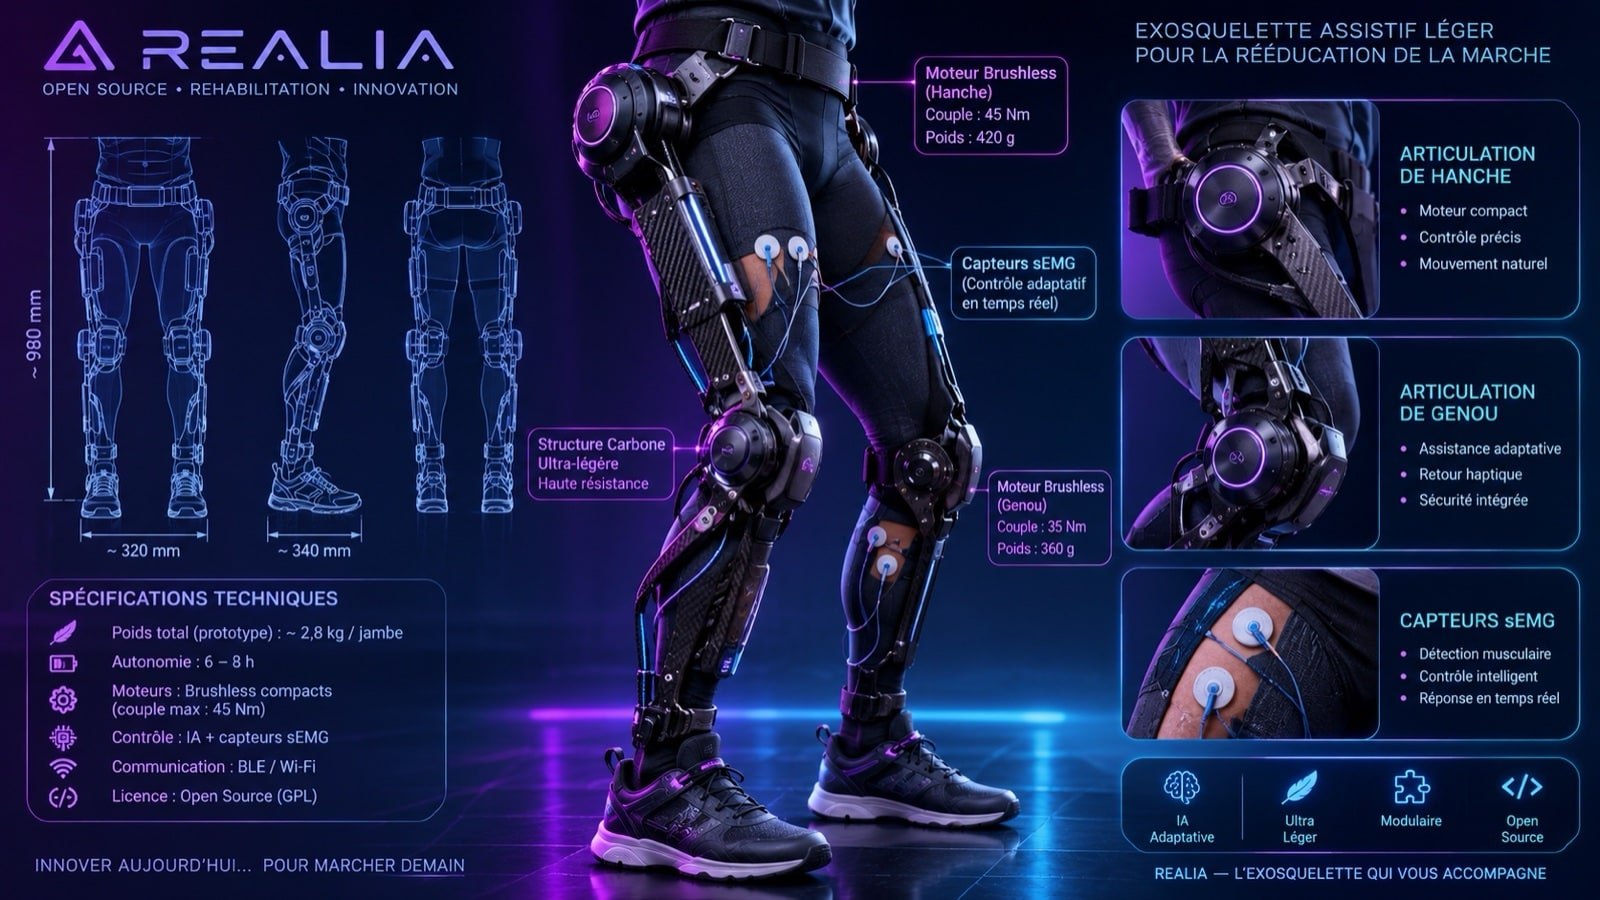 REALIA
OPEN SOURCE • REHABILITATION • INNOVATION
~ 980 mm
~ 320 mm
~ 340 mm
SPÉCIFICATIONS TECHNIQUES
Poids total (prototype) : ~ 2,8 kg / jambe
Autonomie : 6 – 8 h
Moteurs : Brushless compacts
(couple max : 45 Nm)
Contrôle : IA + capteurs sEMG
Communication : BLE / Wi-Fi
Licence : Open Source (GPL)
INNOVER AUJOURD'HUI... POUR MARCHER DEMAIN
Moteur Brushless
(Hanche)
Couple : 45 Nm
Poids : 420 g
Capteurs sEMG
(Contrôle adaptatif
en temps réel)
Structure Carbone
Ultra-légére
Haute résistance
Moteur Brushless
(Genou)
Couple : 35 Nm
Poids : 360 g
EXOSQUELETTE ASSISTIF LÉGER
POUR LA RÉÉDUCATION DE LA MARCHE
ARTICULATION
DE HANCHE
• Moteur compact
• Contrôle précis
• Mouvement naturel
ARTICULATION
DE GENOU
• Assistance adaptative
• Retour haptique
• Sécurité intégrée
CAPTEURS sEMG
• Détection musculaire
• Contrôle intelligent
• Réponse en temps réel
IA
Adaptative
Ultra
Léger
Modulaire
</>
Open
Source
REALIA — L'EXOSQUELETTE QUI VOUS ACCOMPAGNE